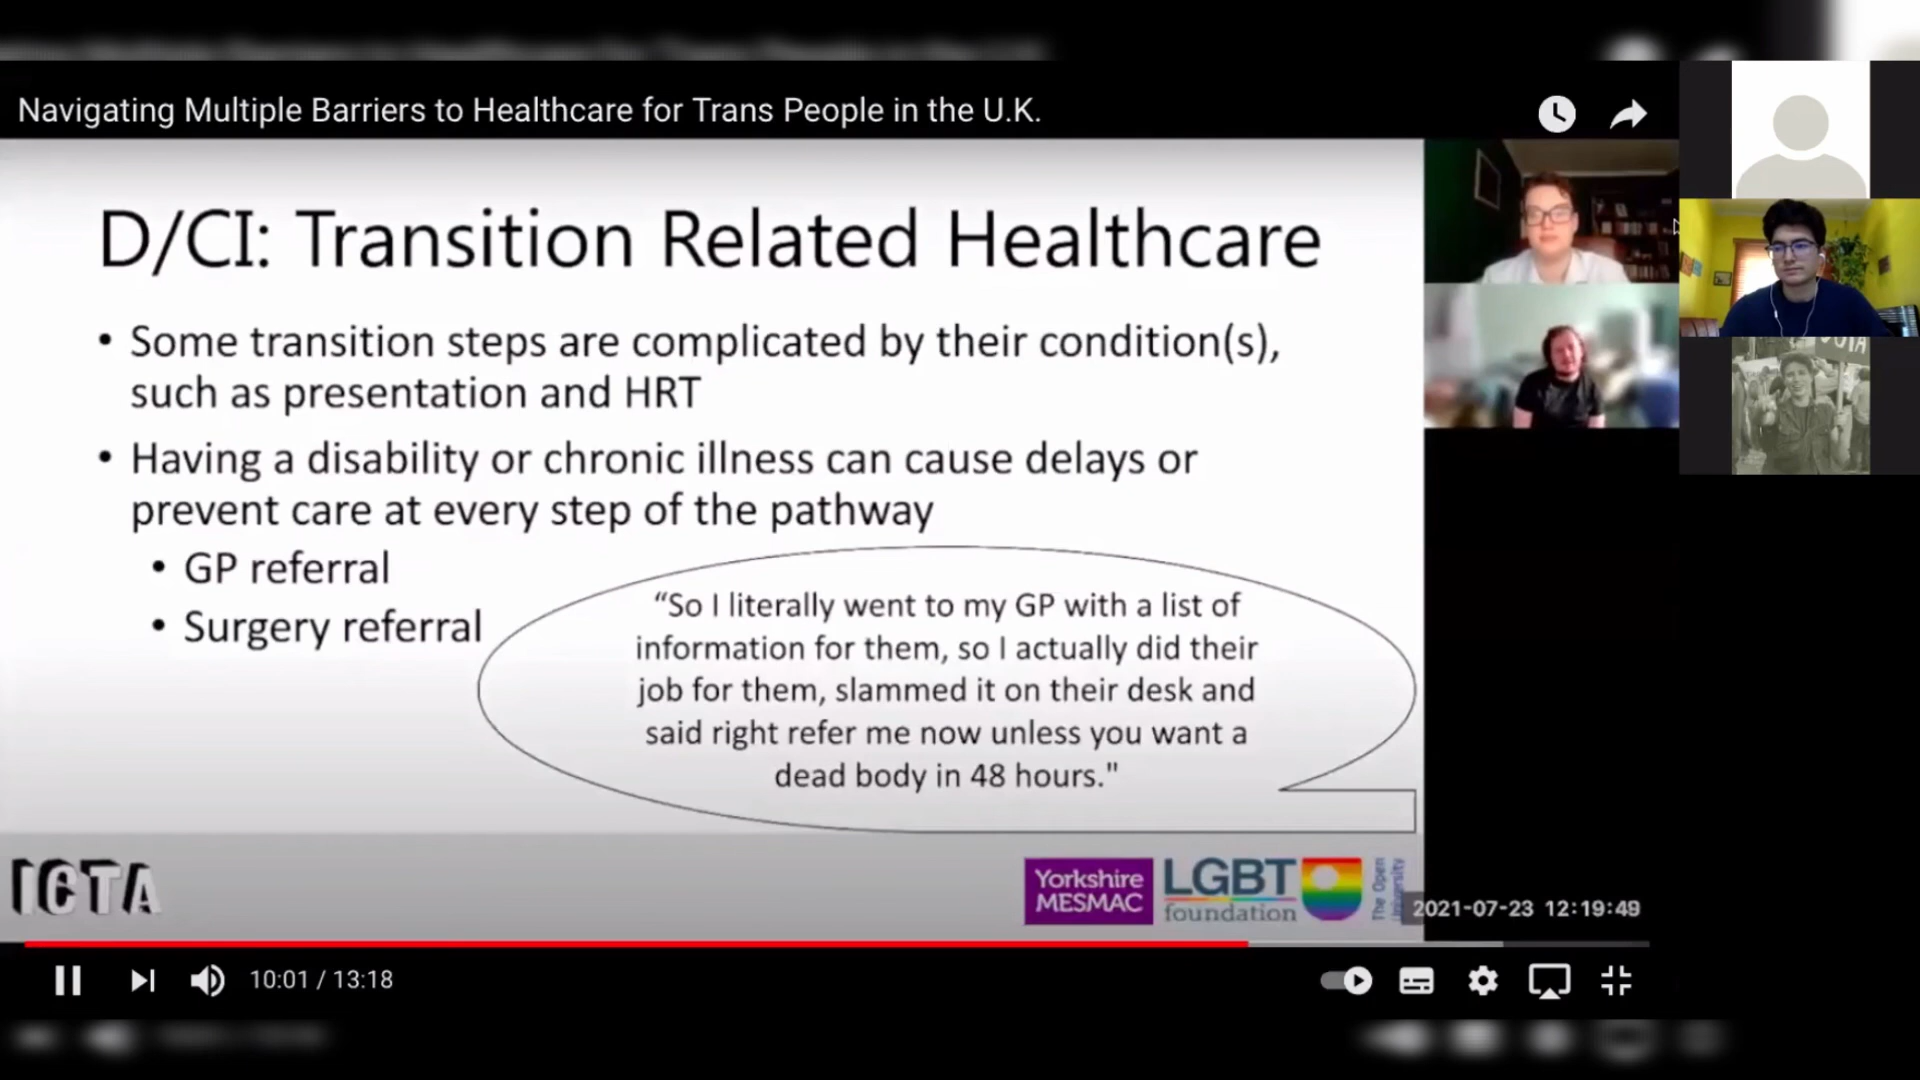 Navigating Multiple Barriers to Healthcare for Trans People in the U.K.
D/CI: Transition Related Healthcare
• Some transition steps are complicated by their condition(s),
such as presentation and HRT
• Having a disability or chronic illness can cause delays or
prevent care at every step of the pathway
• GP referral
• Surgery referral
“So I literally went to my GP with a list of
information for them, so I actually did their
job for them, slammed it on their desk and
said right refer me now unless you want a
dead body in 48 hours."
ICTA
Yorkshire
MESMAC
LGBT
foundation
The Open
University
2021-07-23 12:19:49
10:01 / 13:18